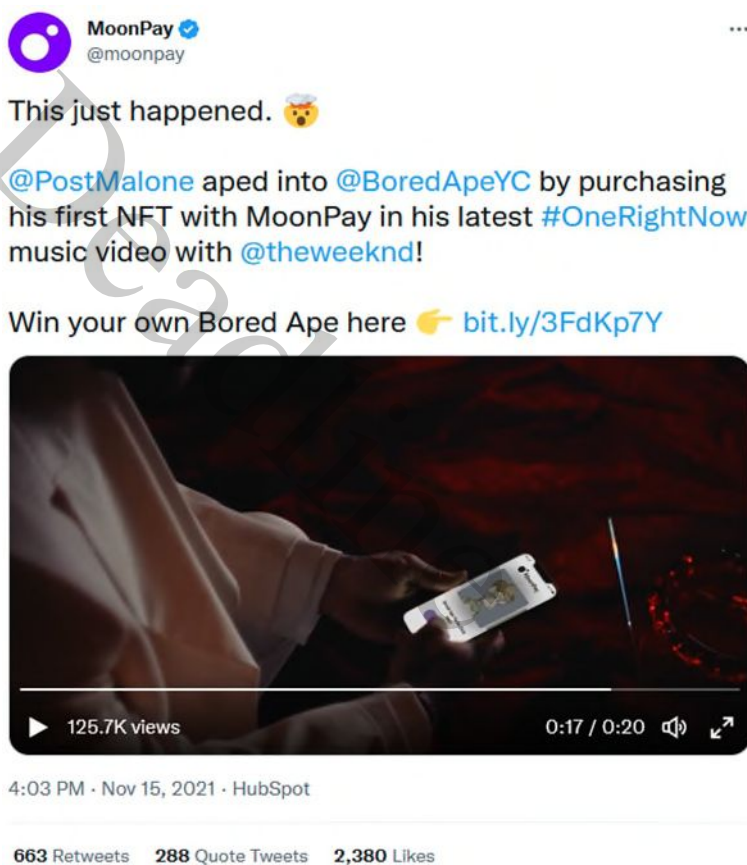 MoonPay
@moonpay
This just happened. 🤯
@PostMalone aped into @BoredApeYC by purchasing
his first NFT with MoonPay in his latest #OneRightNow
music video with @theweeknd!
Win your own Bored Ape here 👉 bit.ly/3FdKp7Y
125.7K views
0:17 / 0:20
4:03 PM · Nov 15, 2021 · HubSpot
663 Retweets 288 Quote Tweets 2,380 Likes